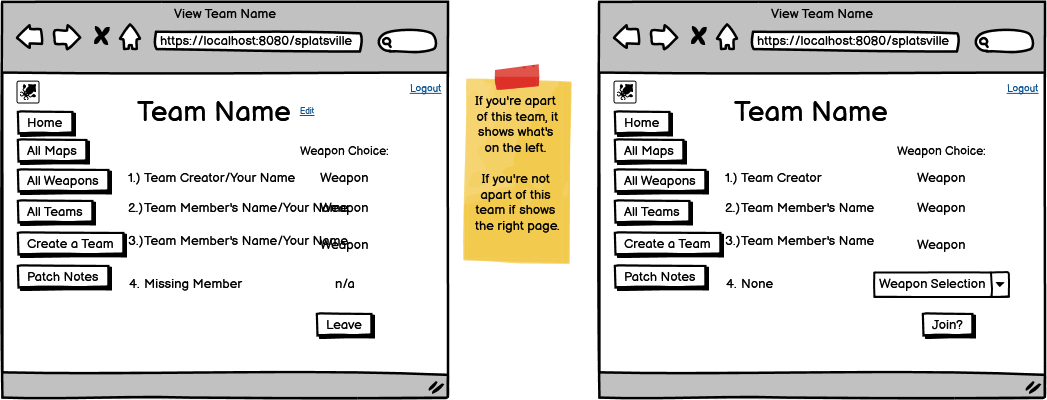 View Team Name
https://localhost:8080/splatsville
Logout
Team Name Edit
Home
All Maps
Weapon Choice:
All Weapons
1.) Team Creator/Your Name Weapon
All Teams
2.)Team Member's Name/Your Name Weapon
Create a Team
3.)Team Member's Name/Your Name Weapon
Patch Notes
4. Missing Member n/a
Leave
If you're apart
of this team, it
shows what's
on the left.
If you're not
apart of this
team if shows
the right page.
View Team Name
https://localhost:8080/splatsville
Logout
Team Name
Home
All Maps
Weapon Choice:
All Weapons
1.) Team Creator Weapon
All Teams
2.)Team Member's Name Weapon
Create a Team
3.)Team Member's Name Weapon
Patch Notes
4. None Weapon Selection
Join?